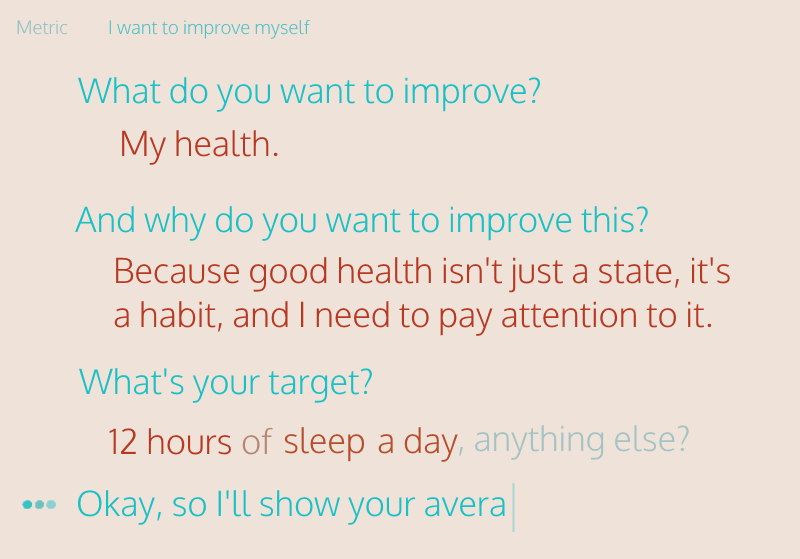 Metric I want to improve myself
What do you want to improve?
My health.
And why do you want to improve this?
Because good health isn't just a state, it's
a habit, and I need to pay attention to it.
What's your target?
12 hours of sleep a day, anything else?
Okay, so I'll show your avera